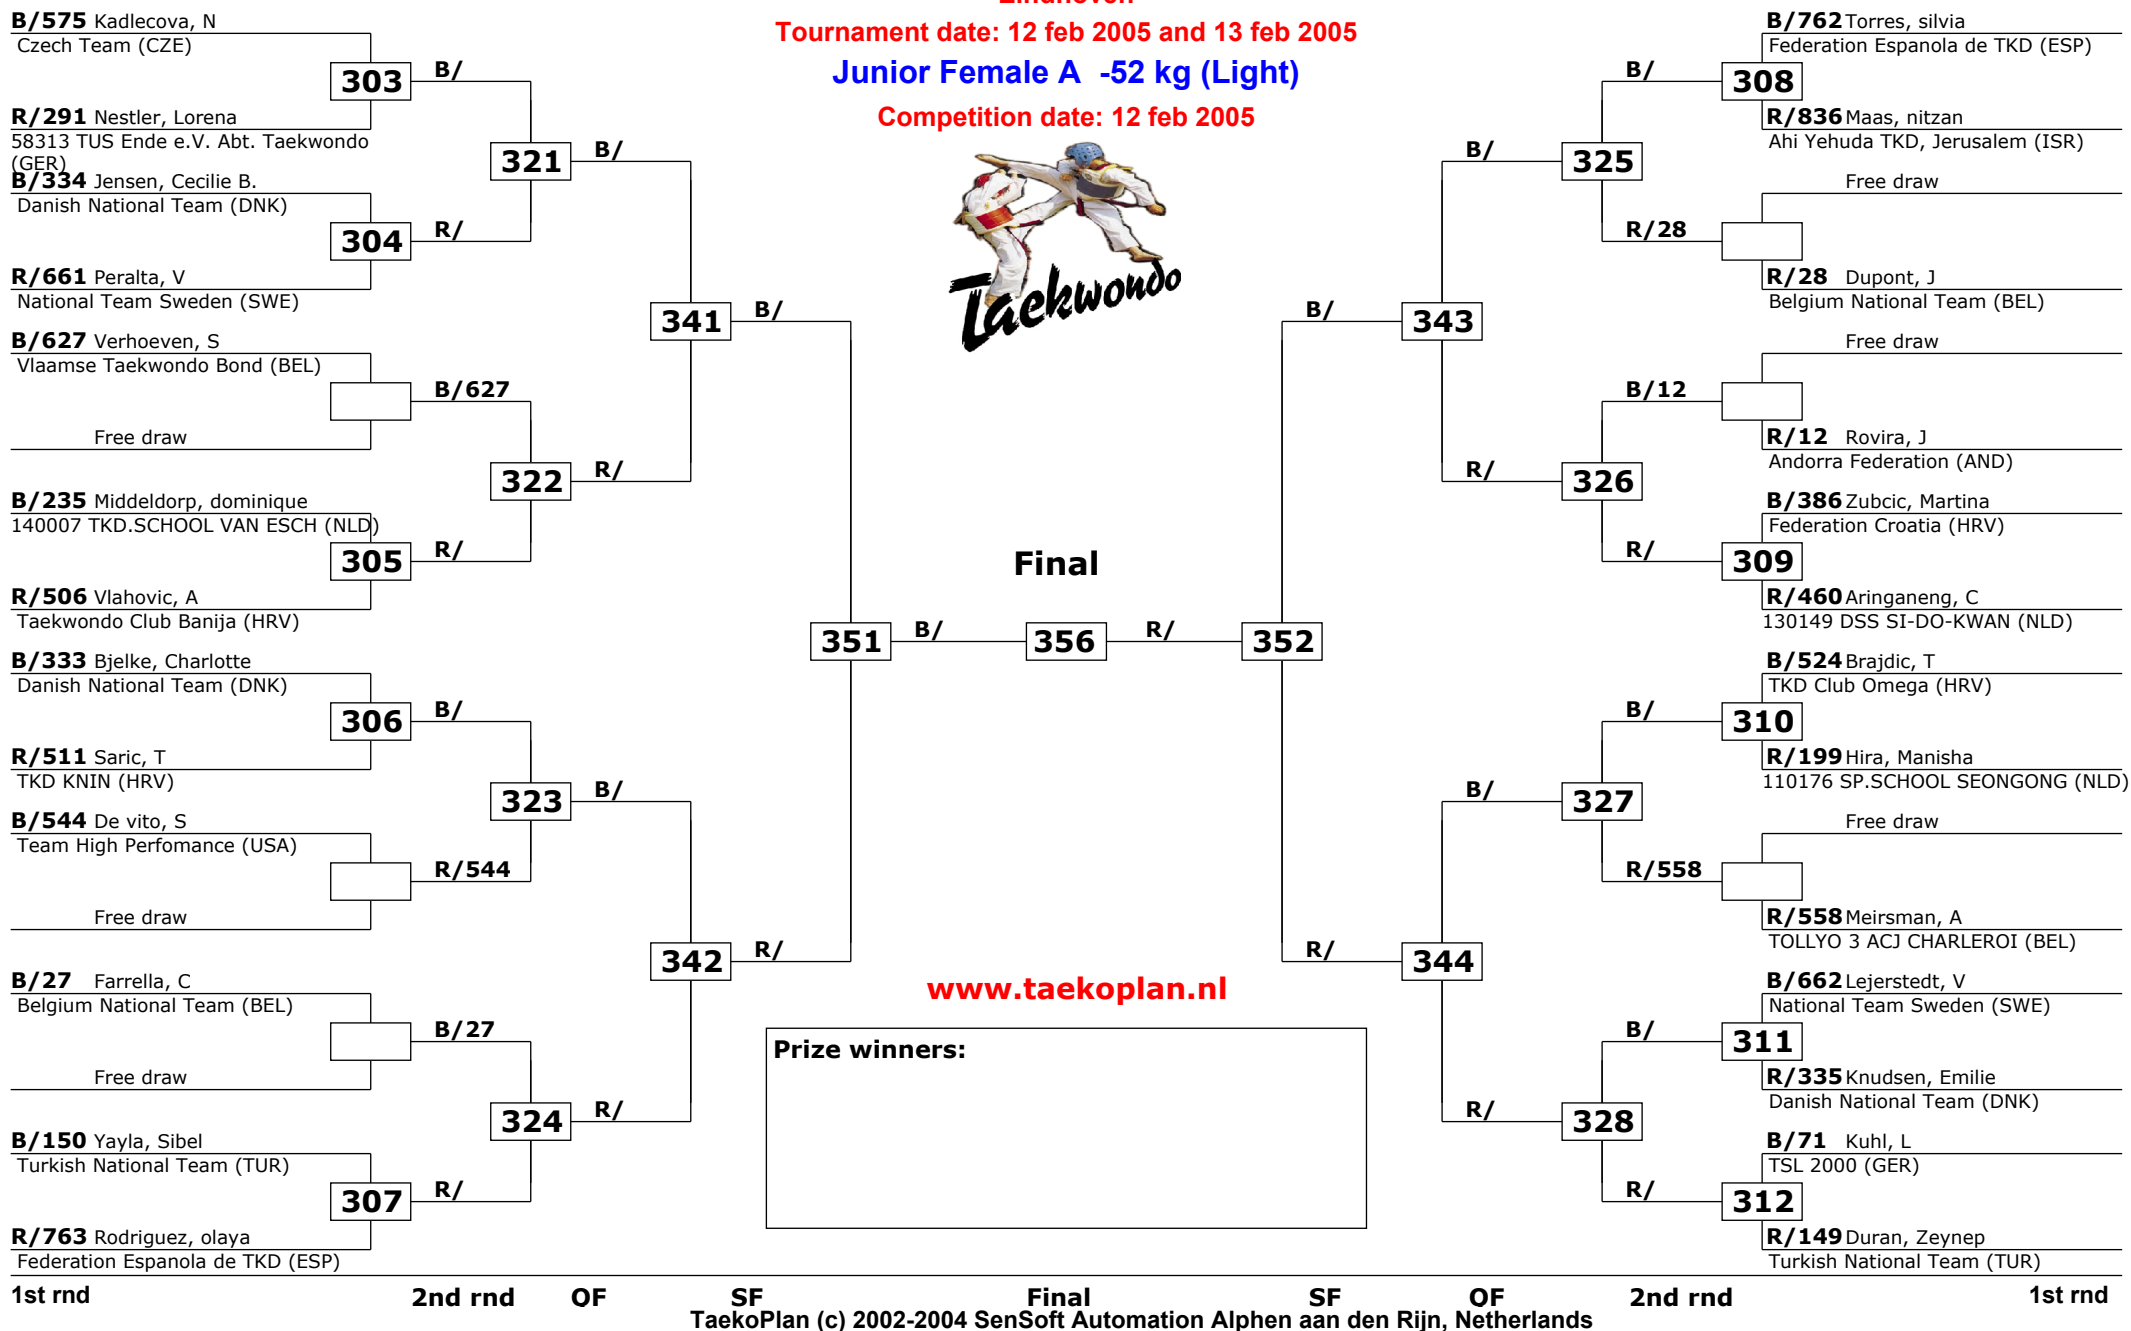 Eindhoven
Tournament date: 12 feb 2005 and 13 feb 2005
Junior Female A -52 kg (Light)
Competition date: 12 feb 2005
Taekwondo
B/575 Kadlecova, N
Czech Team (CZE)
303
B/
R/291 Nestler, Lorena
58313 TUS Ende e.V. Abt. Taekwondo
(GER)
321
B/
B/334 Jensen, Cecilie B.
Danish National Team (DNK)
304
R/
R/661 Peralta, V
National Team Sweden (SWE)
341
B/
B/627 Verhoeven, S
Vlaamse Taekwondo Bond (BEL)
B/627
Free draw
322
R/
B/235 Middeldorp, dominique
140007 TKD.SCHOOL VAN ESCH (NLD)
305
R/
R/506 Vlahovic, A
Taekwondo Club Banija (HRV)
351
B/
B/333 Bjelke, Charlotte
Danish National Team (DNK)
306
B/
R/511 Saric, T
TKD KNIN (HRV)
323
B/
B/544 De vito, S
Team High Perfomance (USA)
R/544
Free draw
342
R/
B/27 Farrella, C
Belgium National Team (BEL)
B/27
Free draw
324
R/
B/150 Yayla, Sibel
Turkish National Team (TUR)
307
R/
R/763 Rodriguez, olaya
Federation Espanola de TKD (ESP)
Final
356
R/
352
www.taekoplan.nl
Prize winners:
B/762 Torres, silvia
Federation Espanola de TKD (ESP)
B/
308
R/836 Maas, nitzan
Ahi Yehuda TKD, Jerusalem (ISR)
B/
325
Free draw
R/28
R/28 Dupont, J
Belgium National Team (BEL)
B/
343
Free draw
B/12
R/12 Rovira, J
Andorra Federation (AND)
R/
326
B/386 Zubcic, Martina
Federation Croatia (HRV)
R/
309
R/460 Aringaneng, C
130149 DSS SI-DO-KWAN (NLD)
B/524 Brajdic, T
TKD Club Omega (HRV)
B/
310
R/199 Hira, Manisha
110176 SP.SCHOOL SEONGONG (NLD)
B/
327
Free draw
R/558
R/558 Meirsman, A
TOLLYO 3 ACJ CHARLEROI (BEL)
R/
344
B/662 Lejerstedt, V
National Team Sweden (SWE)
B/
311
R/335 Knudsen, Emilie
Danish National Team (DNK)
R/
328
B/71 Kuhl, L
TSL 2000 (GER)
R/
312
R/149 Duran, Zeynep
Turkish National Team (TUR)
1st rnd 2nd rnd QF SF Final SF QF 2nd rnd 1st rnd
TaekoPlan (c) 2002-2004 SenSoft Automation Alphen aan den Rijn, Netherlands